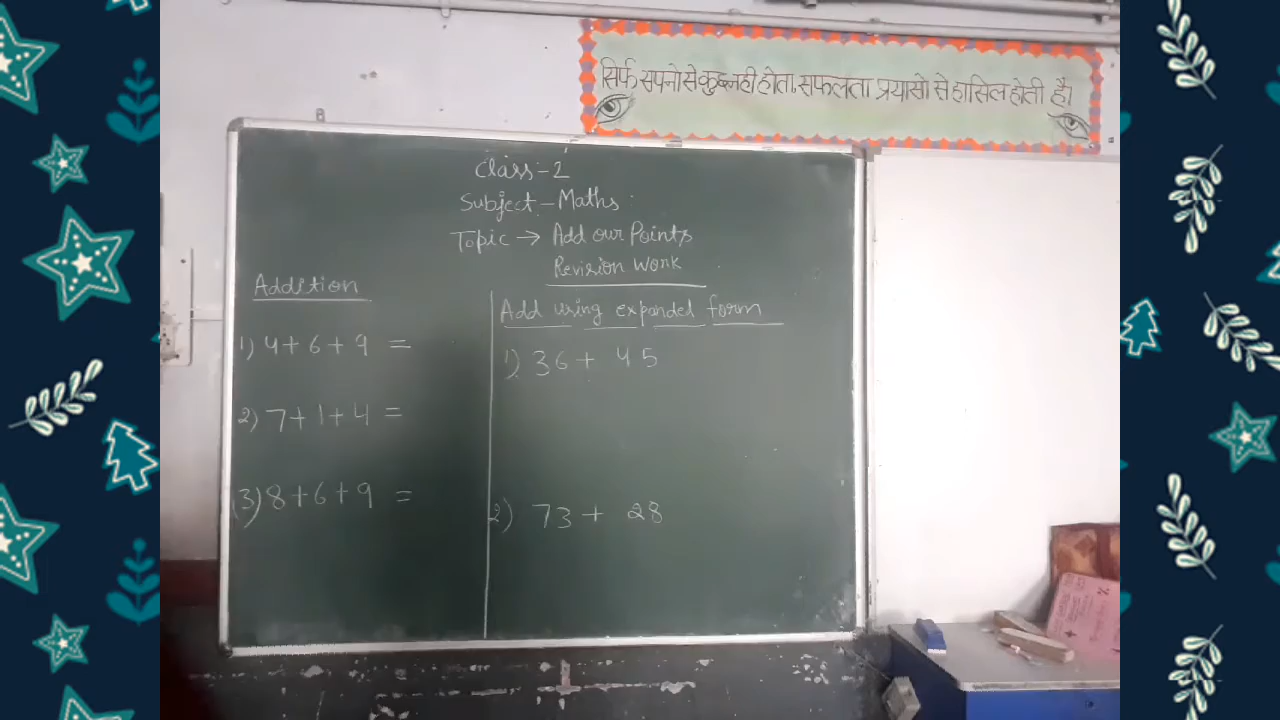 सिर्फ सपनो से कुछ नही होता, सफलता प्रयासो से हासिल होती है।
Class-2
Subject - Maths
Topic → Add our Points
Revision Work
Addition
1) 4+6+9 =
2) 7+1+4 =
(3) 8+6+9 =
Add using expanded form
1) 36+ 45
2) 73 + 28